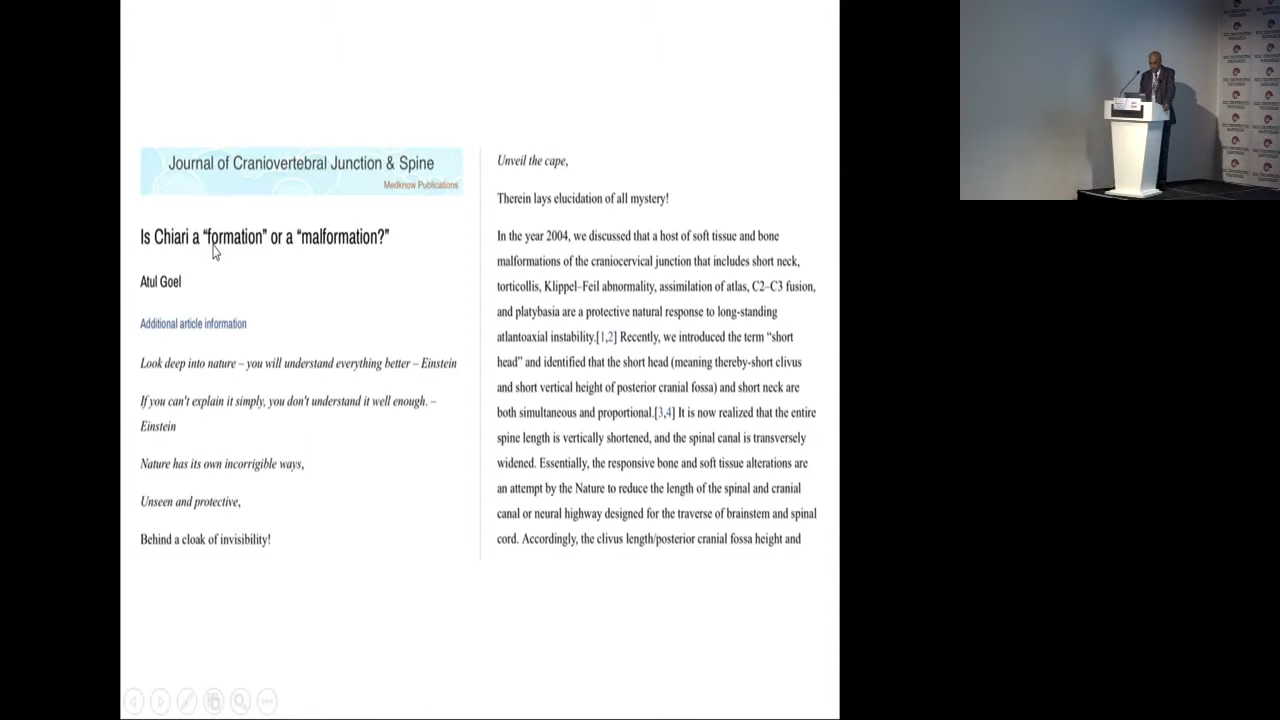 Journal of Craniovertebral Junction & Spine
Medknow Publications
Is Chiari a “formation” or a “malformation?”
Atul Goel
Additional article information
Look deep into nature – you will understand everything better – Einstein
If you can't explain it simply, you don't understand it well enough. –
Einstein
Nature has its own incorrigible ways,
Unseen and protective,
Behind a cloak of invisibility!
Unveil the cape,
Therein lays elucidation of all mystery!
In the year 2004, we discussed that a host of soft tissue and bone
malformations of the craniocervical junction that includes short neck,
torticollis, Klippel–Feil abnormality, assimilation of atlas, C2–C3 fusion,
and platybasia are a protective natural response to long-standing
atlantoaxial instability.[1,2] Recently, we introduced the term “short
head” and identified that the short head (meaning thereby-short clivus
and short vertical height of posterior cranial fossa) and short neck are
both simultaneous and proportional.[3,4] It is now realized that the entire
spine length is vertically shortened, and the spinal canal is transversely
widened. Essentially, the responsive bone and soft tissue alterations are
an attempt by the Nature to reduce the length of the spinal and cranial
canal or neural highway designed for the traverse of brainstem and spinal
cord. Accordingly, the clivus length/posterior cranial fossa height and